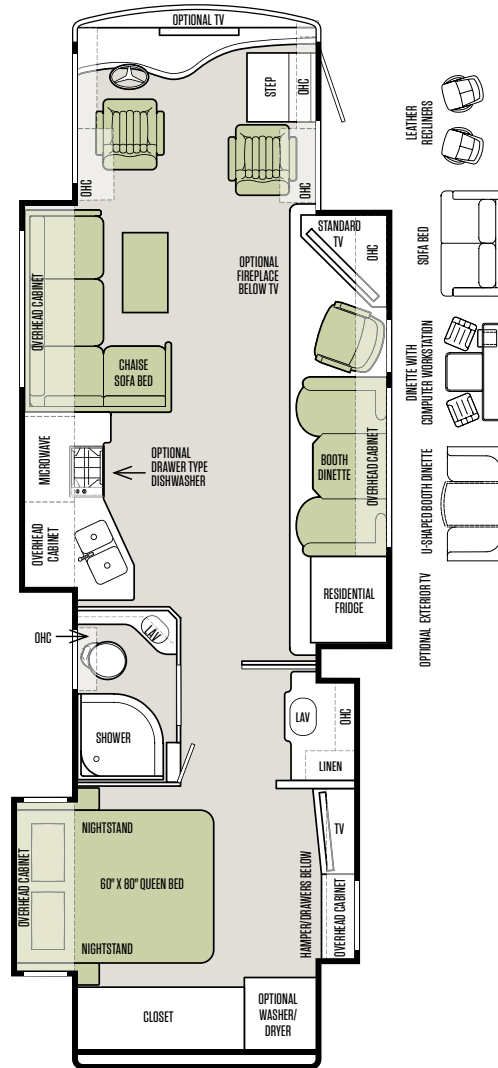 OPTIONAL TV
STEP
OHC
OHC
OHC
STANDARD
TV
OHC
OPTIONAL
FIREPLACE
BELOW TV
OVERHEAD CABINET
CHAISE
SOFA BED
MICROWAVE
OPTIONAL
DRAWER TYPE
DISHWASHER
BOOTH
DINETTE
OVERHEAD CABINET
OVERHEAD
CABINET
RESIDENTIAL
FRIDGE
OHC
LAV
LAV
OHC
SHOWER
LINEN
NIGHTSTAND
OVERHEAD CABINET
60" X 80" QUEEN BED
NIGHTSTAND
HAMPER/DRAWERS BELOW
TV
OVERHEAD CABINET
CLOSET
OPTIONAL
WASHER/
DRYER
LEATHER
RECLINERS
SOFA BED
DINETTE WITH
COMPUTER WORKSTATION
U-SHAPED BOOTH DINETTE
OPTIONAL EXTERIOR TV